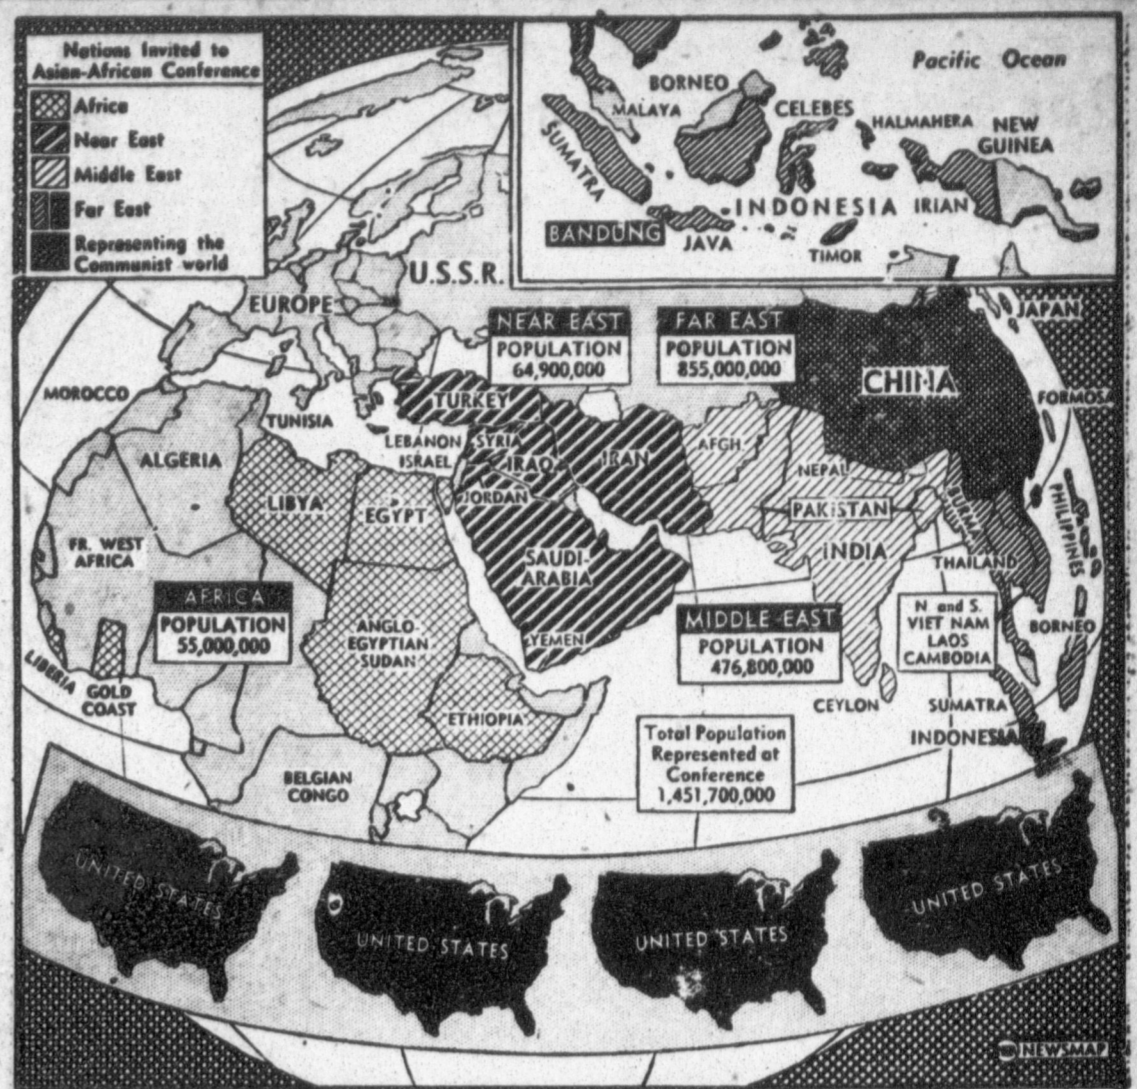 Nations Invited to
Asian-African Conference
Africa
Near East
Middle East
Far East
Representing the
Communist world
Pacific Ocean
BORNEO
MALAYA
CELEBES
HALMAHERA
NEW
GUINEA
SUMATRA
INDONESIA
IRIAN
BANDUNG
JAVA
TIMOR
U.S.S.R.
EUROPE
NEAR EAST
POPULATION
64,900,000
FAR EAST
POPULATION
855,000,000
JAPAN
CHINA
FORMOSA
MOROCCO
TUNISIA
TURKEY
LEBANON
ISRAEL
SYRIA
IRAQ
IRAN
AFGH.
NEPAL
ALGERIA
LIBYA
EGYPT
JORDAN
PAKISTAN
BURMA
PHILIPPINES
INDIA
FR. WEST
AFRICA
SAUDI-
ARABIA
THAILAND
AFRICA
POPULATION
55,000,000
ANGLO-
EGYPTIAN
SUDAN
YEMEN
MIDDLE EAST
POPULATION
476,800,000
N and S.
VIET NAM
LAOS
CAMBODIA
BORNEO
LIBERIA
GOLD
COAST
ETHIOPIA
CEYLON
SUMATRA
INDONESIA
BELGIAN
CONGO
Total Population
Represented at
Conference
1,451,700,000
UNITED STATES
UNITED STATES
UNITED STATES
UNITED STATES
NEWSMAP